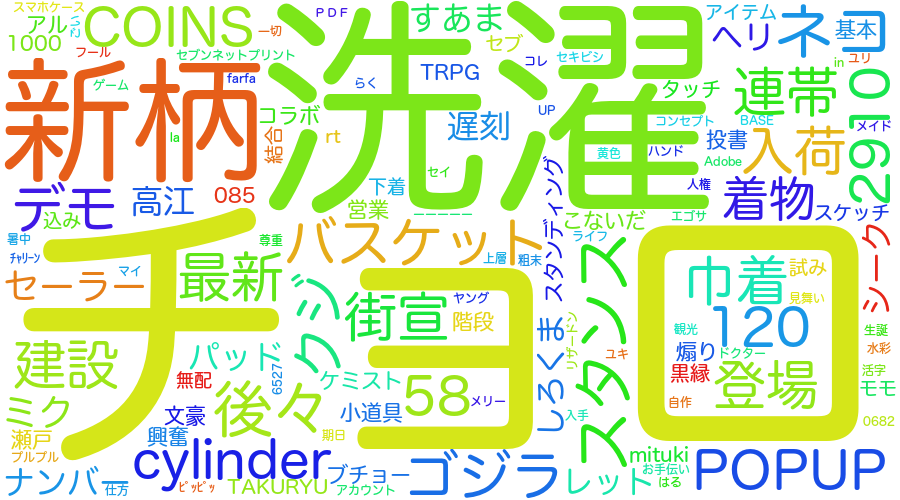 スマホケース
アル
1000
フール
COINS
PDF
一切
セブンネットプリント
farfa
すあま
セブ
コレ
セキビシ
アイテム
ヘリ
ネコ
基本
in
ユリ
新柄
ゲーム
la
コラボ
結合
rt
らく
TRPG
洗濯
遅刻
UP
タッチ
コンセプト
BASE
連帯
2910
メイド
投書
ハンド
黄色
Adobe
入荷
人権
デモ
込み
高江
085
下着
営業
セイ
こないだ
エゴサ
着物
スケッチ
暑中
チャリーン
セーラー
マイ
最新
尊重
バスケット
上層
粗末
スタンディング
ライフ
シーク
チョロ
クジ
街宣
ヤング
階段
巾着
試み
見舞い
120
観光
生誕
建設
パッド
6527
ケミスト
58
メリー
しろくま
リザードン
スタンス
ユキ
煽り
ドクター
黒縁
登場
水彩
活字
モモ
無配
ミク
文豪
後々
小道具
入手
自作
0682
瀬戸
プルプル
興奮
期日
cylinder
ナンバー
仕方
ピッピッ
TAKURYU
ブチョー
アカウント
ゴジラ
レット
mituki
お手伝い
はる
POPUP